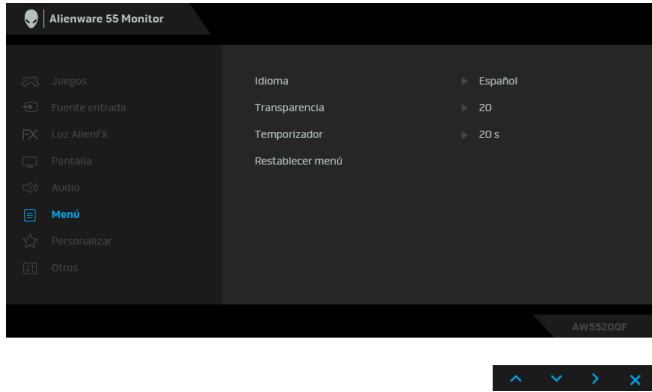 Alienware 55 Monitor
Juegos
Fuente entrada
FX Luz AlienFX
Pantalla
Audio
Menú
Personalizar
Otros
Idioma Español
Transparencia 20
Temporizador 20 s
Restablecer menú
AW5520QF